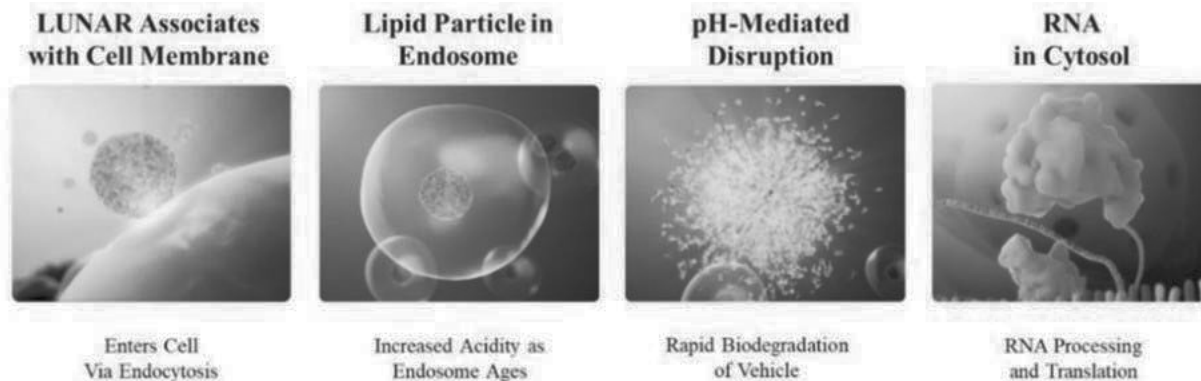 LUNAR Associates
with Cell Membrane
Lipid Particle in
Endosome
pH-Mediated
Disruption
RNA
in Cytosol
Enters Cell
Via Endocytosis
Increased Acidity as
Endosome Ages
Rapid Biodegradation
of Vehicle
RNA Processing
and Translation